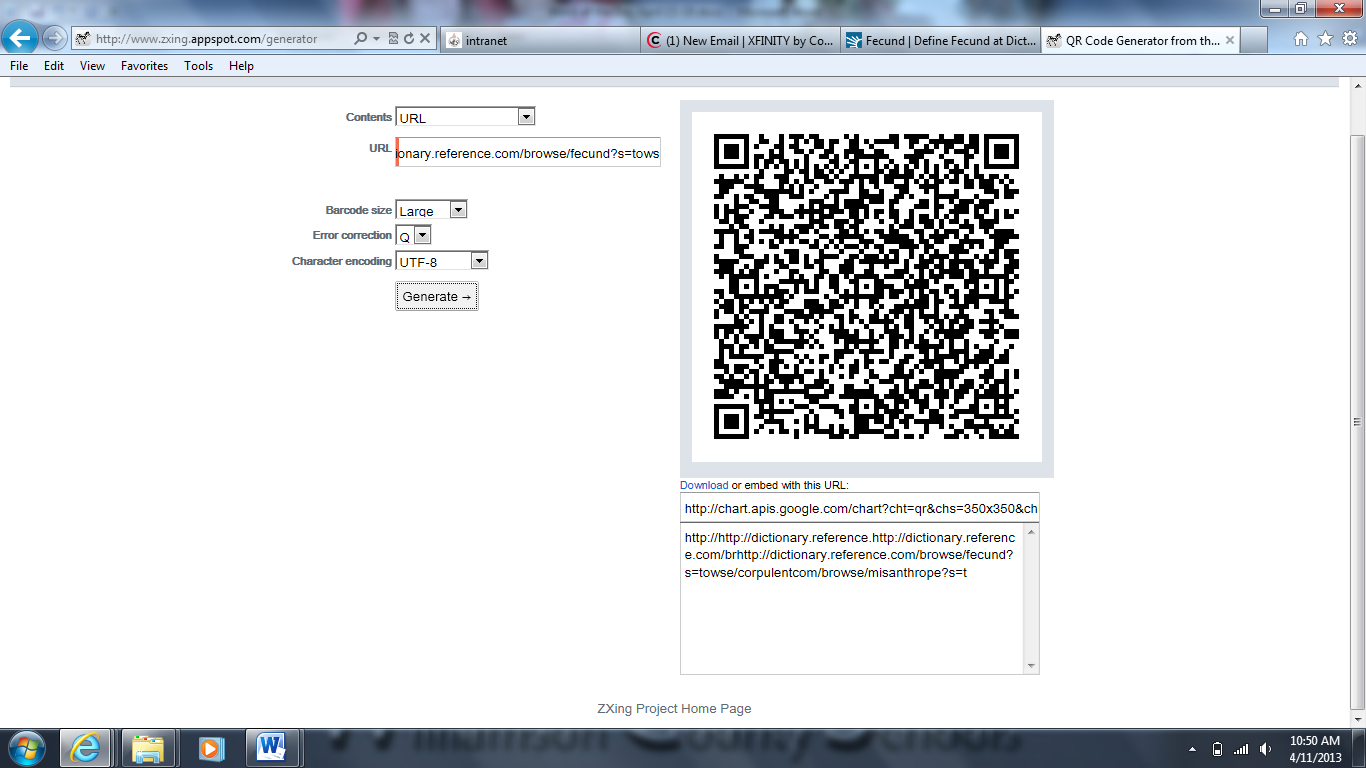 http://www.zxing.appspot.com/generator
intranet
(1) New Email | XFINITY by Co...
Fecund | Define Fecund at Dict...
QR Code Generator from th...
File Edit View Favorites Tools Help
Contents URL
URL ionary.reference.com/browse/fecund?s=tows
Barcode size Large
Error correction Q
Character encoding UTF-8
Generate →
Download or embed with this URL:
http://chart.apis.google.com/chart?cht=qr&chs=350x350&ch
http://http://dictionary.reference.http://dictionary.referenc
e.com/brhttp://dictionary.reference.com/browse/fecund?
s=towse/corpulentcom/browse/misanthrope?s=t
ZXing Project Home Page
10:50 AM
4/11/2013